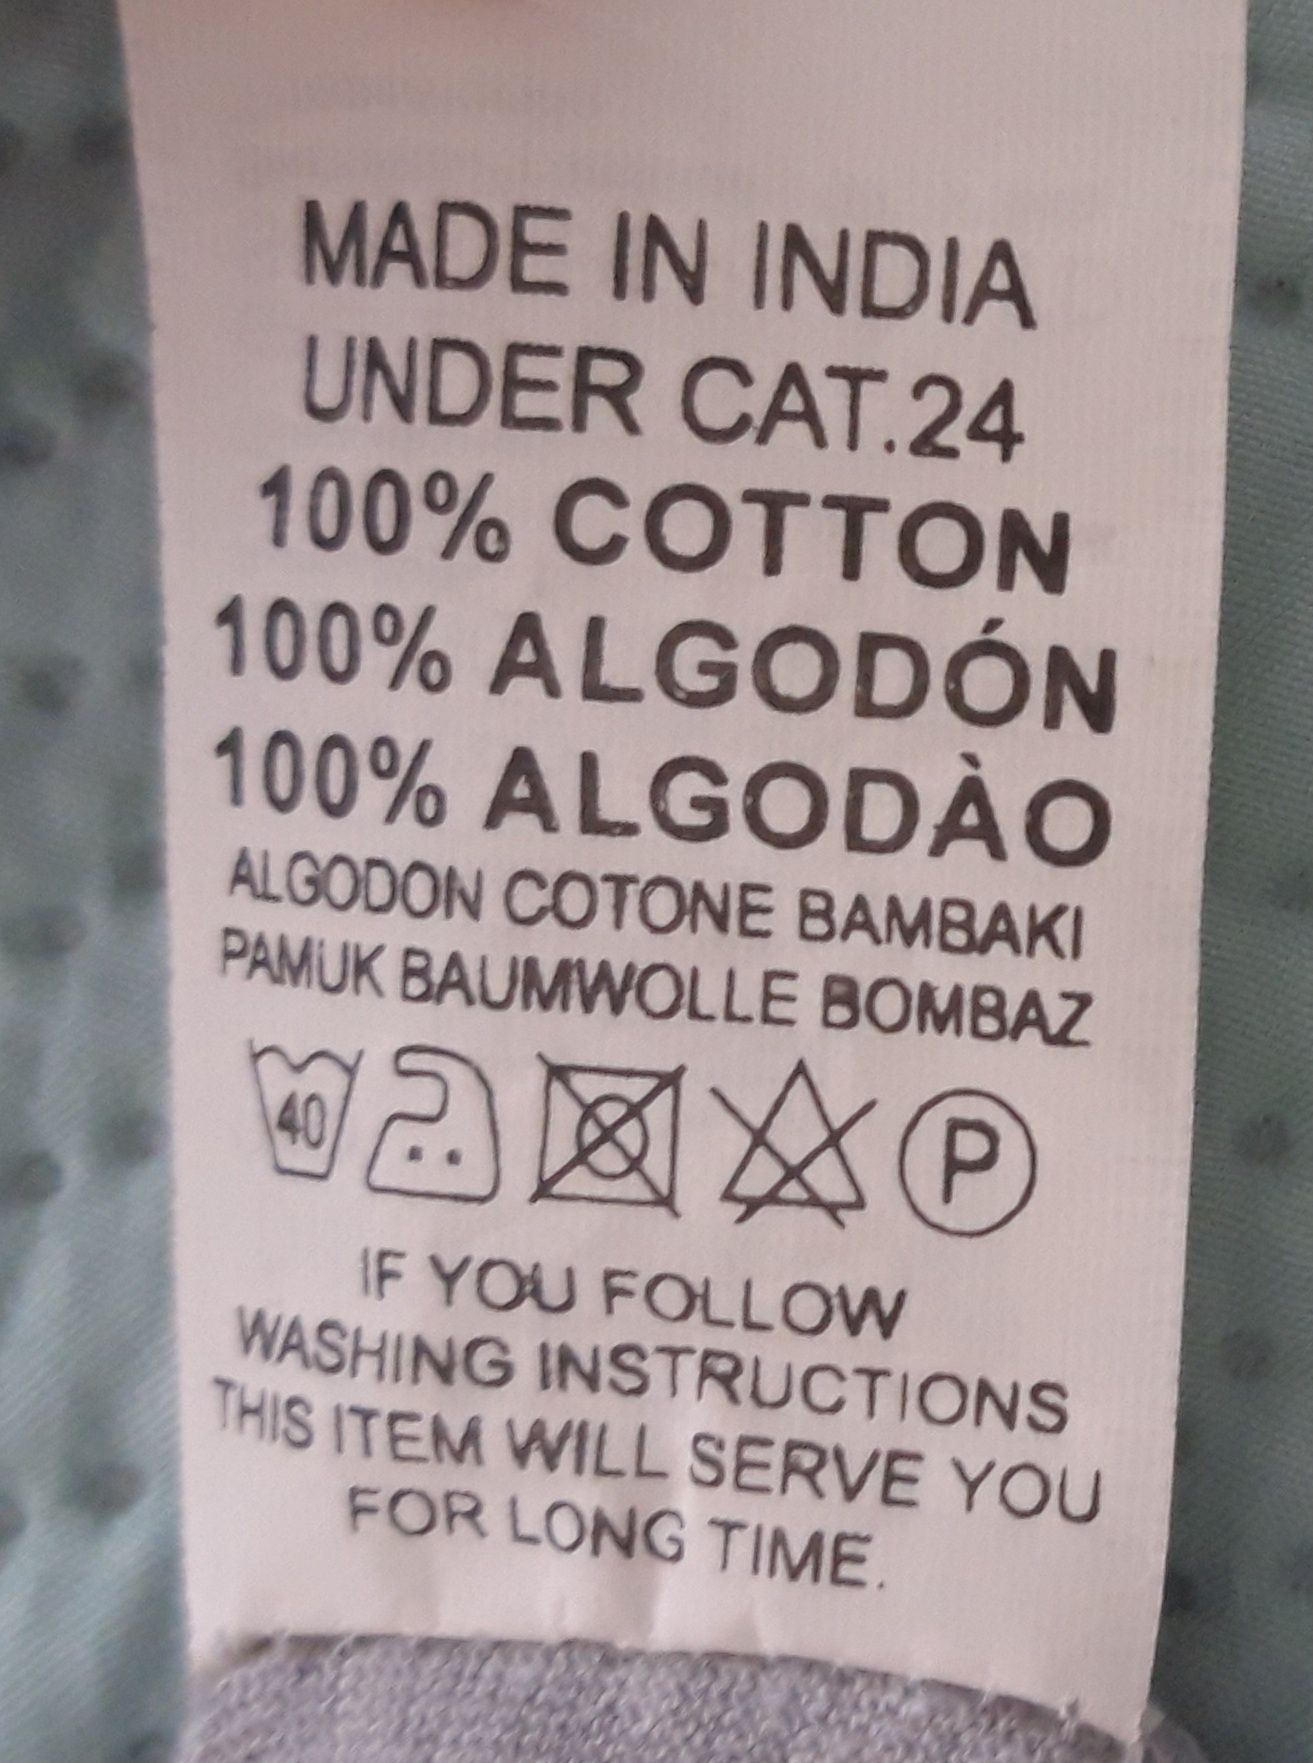 MADE IN INDIA
UNDER CAT.24
100% COTTON
100% ALGODÓN
100% ALGODÀO
ALGODON COTONE BAMBAKI
PAMUK BAUMWOLLE BOMBAZ
40 P
IF YOU FOLLOW
WASHING INSTRUCTIONS
THIS ITEM WILL SERVE YOU
FOR LONG TIME.